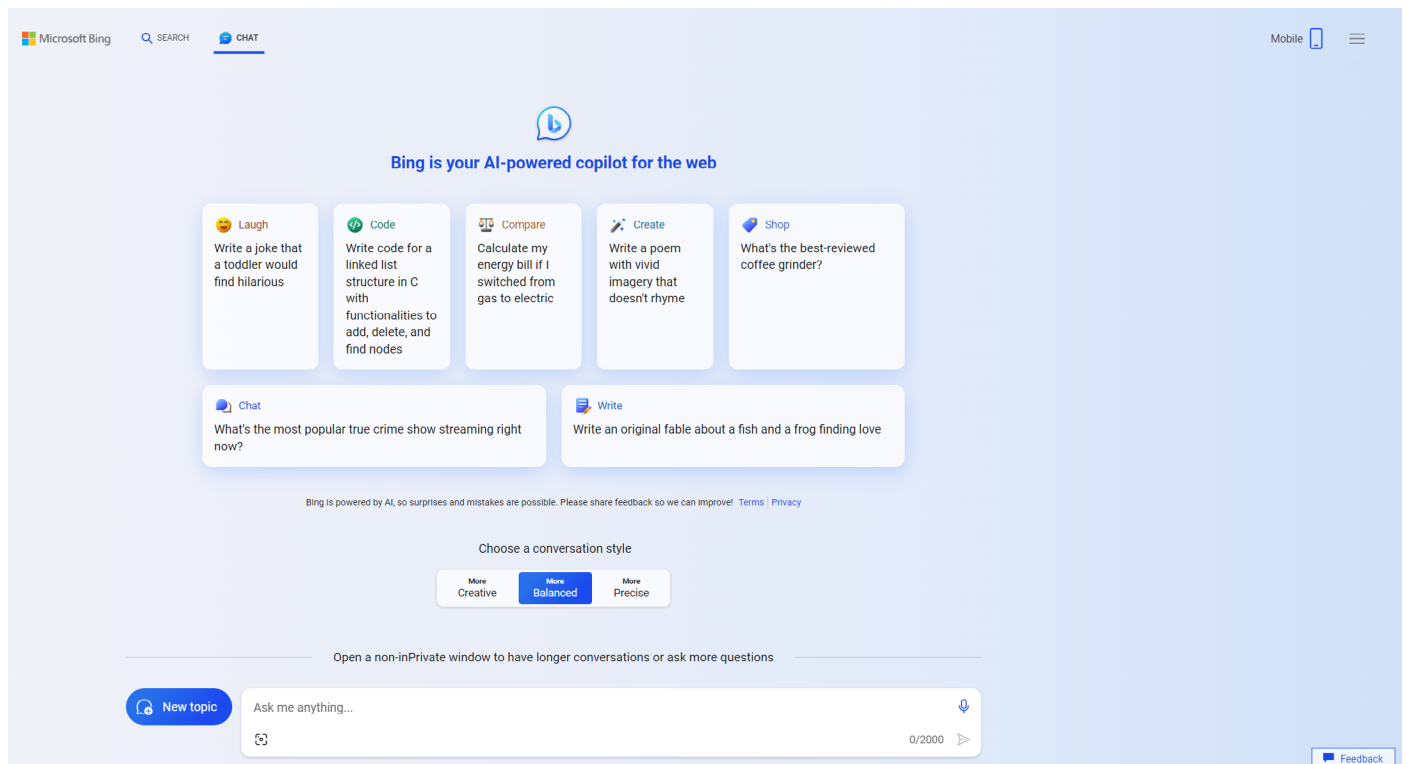 Microsoft Bing
SEARCH
CHAT
Mobile
Bing is your AI-powered copilot for the web
Laugh
Write a joke that
a toddler would
find hilarious
Code
Write code for a
linked list
structure in C
with
functionalities to
add, delete, and
find nodes
Compare
Calculate my
energy bill if I
switched from
gas to electric
Create
Write a poem
with vivid
imagery that
doesn't rhyme
Shop
What's the best-reviewed
coffee grinder?
Chat
What's the most popular true crime show streaming right
now?
Write
Write an original fable about a fish and a frog finding love
Bing is powered by AI, so surprises and mistakes are possible. Please share feedback so we can improve! Terms Privacy
Choose a conversation style
More
Creative
More
Balanced
More
Precise
Open a non-inPrivate window to have longer conversations or ask more questions
New topic
Ask me anything...
0/2000
Feedback